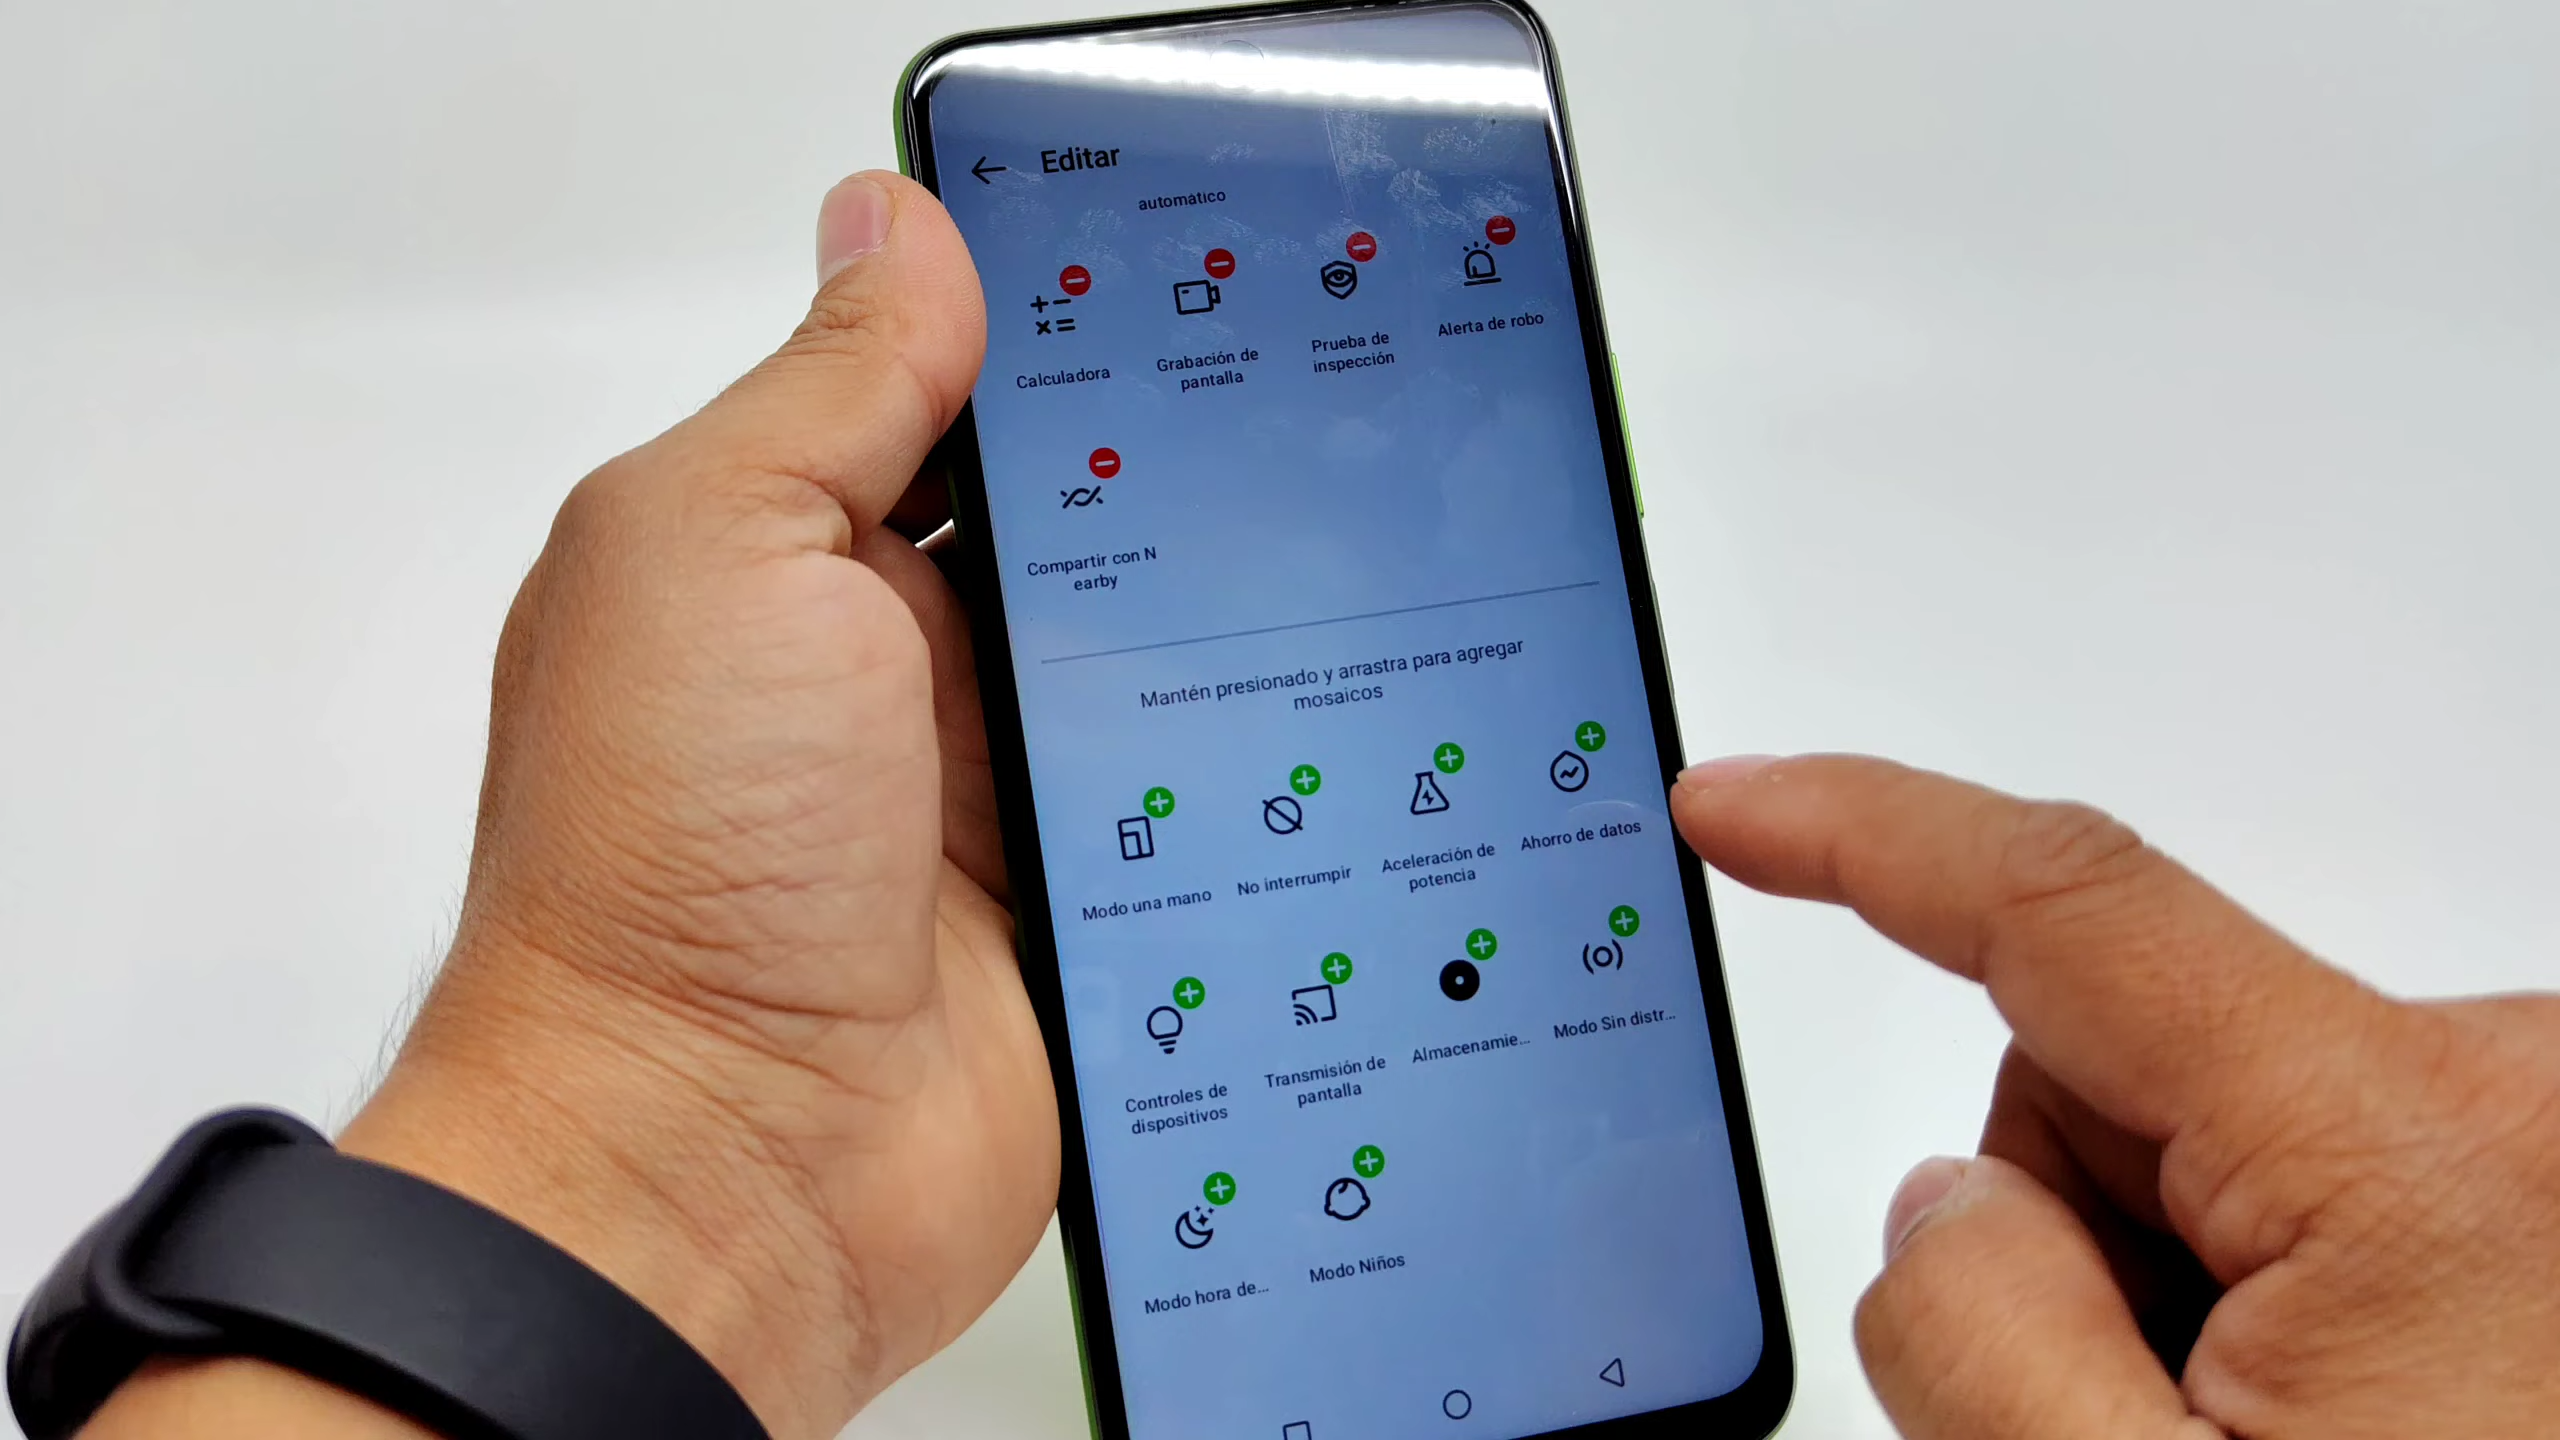 Editar
automático
Calculadora
Grabación de
pantalla
Prueba de
inspección
Alerta de robo
Compartir con N
earby
Mantén presionado y arrastra para agregar
mosaicos
Modo una mano
No interrumpir
Aceleración de
potencia
Ahorro de datos
Controles de
dispositivos
Transmisión de
pantalla
Almacenamie...
Modo Sin distr...
Modo hora de...
Modo Niños